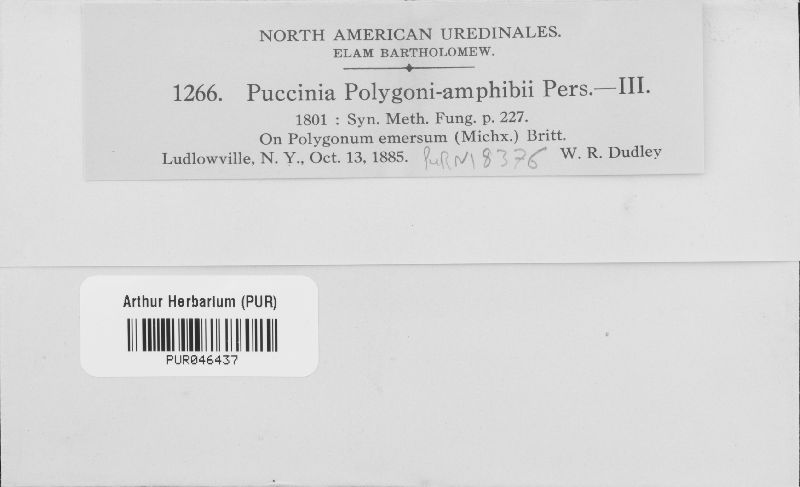 NORTH AMERICAN UREDINALES.
ELAM BARTHOLOMEW.
1266. Puccinia Polygoni-amphibii Pers.—III.
1801 : Syn. Meth. Fung. p. 227.
On Polygonum emersum (Michx.) Britt.
Ludlowville, N. Y., Oct. 13, 1885. PURN18376 W. R. Dudley
Arthur Herbarium (PUR)
PUR046437